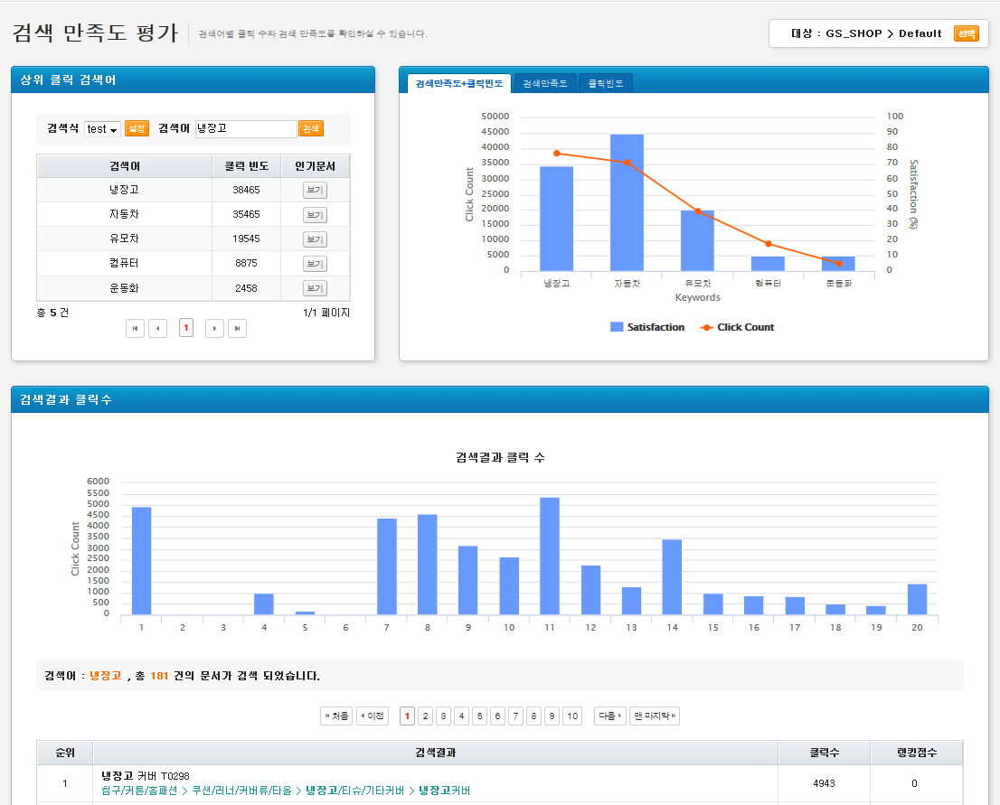 검색 만족도 평가
검색어별 클릭 수와 검색 만족도를 확인하실 수 있습니다.
대상 : GS_SHOP > Default 선택
상위 클릭 검색어
검색식 test 설정 검색어 냉장고 검색
검색어 클릭 빈도 인기문서
냉장고 38465 보기
자동차 35465 보기
유모차 19545 보기
컴퓨터 8875 보기
운동화 2458 보기
총 5 건 1/1 페이지
1
검색만족도+클릭빈도 검색만족도 클릭빈도
50000 100
45000 90
40000 80
35000 70
30000 60
25000 50
20000 40
15000 30
10000 20
5000 10
0 0
Click Count
Satisfaction (%)
냉장고 자동차 유모차 컴퓨터 운동화
Keywords
Satisfaction Click Count
검색결과 클릭수
검색결과 클릭 수
6000
5500
5000
4500
4000
3500
3000
2500
2000
1500
1000
500
0
Click Count
1 2 3 4 5 6 7 8 9 10 11 12 13 14 15 16 17 18 19 20
검색어 : 냉장고 , 총 181 건의 문서가 검색 되었습니다.
처음 이전 1 2 3 4 5 6 7 8 9 10 다음 맨 마지막
순위 검색결과 클릭수 랭킹점수
1 냉장고 커버 T0298 4943 0
침구/커튼/홈패션 > 쿠션/러너/커버류/타올 > 냉장고/티슈/기타커버 > 냉장고커버